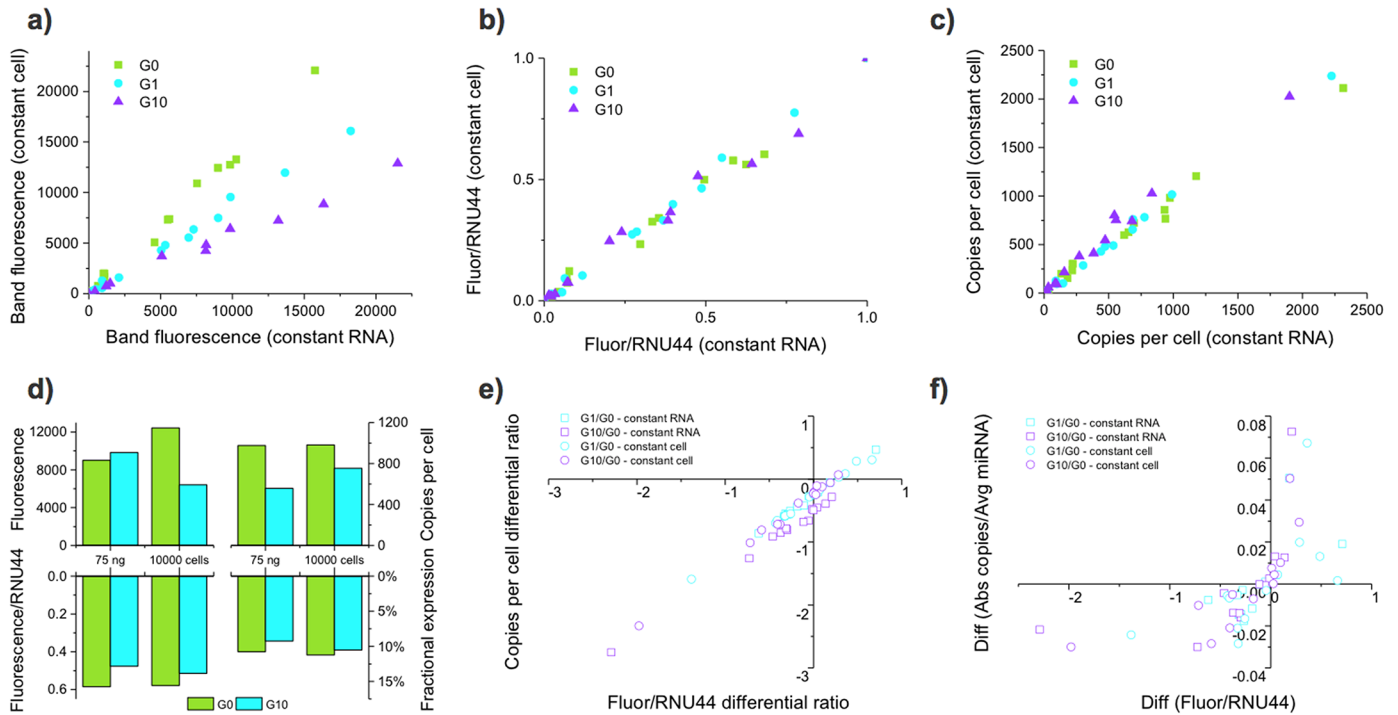 a)
Band fluorescence (constant cell)
20000
15000
10000
5000
0
G0
G1
G10
0
5000
10000
15000
20000
Band fluorescence (constant RNA)
b)
Fluor/RNU44 (constant cell)
1.0
0.5
0.0
G0
G1
G10
0.0
0.5
1.0
Fluor/RNU44 (constant RNA)
c)
Copies per cell (constant cell)
2500
2000
1500
1000
500
0
G0
G1
G10
0
500
1000
1500
2000
2500
Copies per cell (constant RNA)
d)
Fluorescence
12000
8000
4000
0
1200
800
400
0
Copies per cell
75 ng
10000 cells
75 ng
10000 cells
Fluorescence/RNU44
0.0
0.2
0.4
0.6
0%
5%
10%
15%
Fractional expression
G0
G10
e)
G1/G0 - constant RNA
G10/G0 - constant RNA
G1/G0 - constant cell
G10/G0 - constant cell
Copies per cell differential ratio
1
0
-1
-2
-3
-3
-2
-1
0
1
Fluor/RNU44 differential ratio
f)
G1/G0 - constant RNA
G10/G0 - constant RNA
G1/G0 - constant cell
G10/G0 - constant cell
Diff (Abs copies/Avg miRNA)
0.08
0.06
0.04
0.02
0.00
-0.02
-0.04
-2
-1
0
1
Diff (Fluor/RNU44)